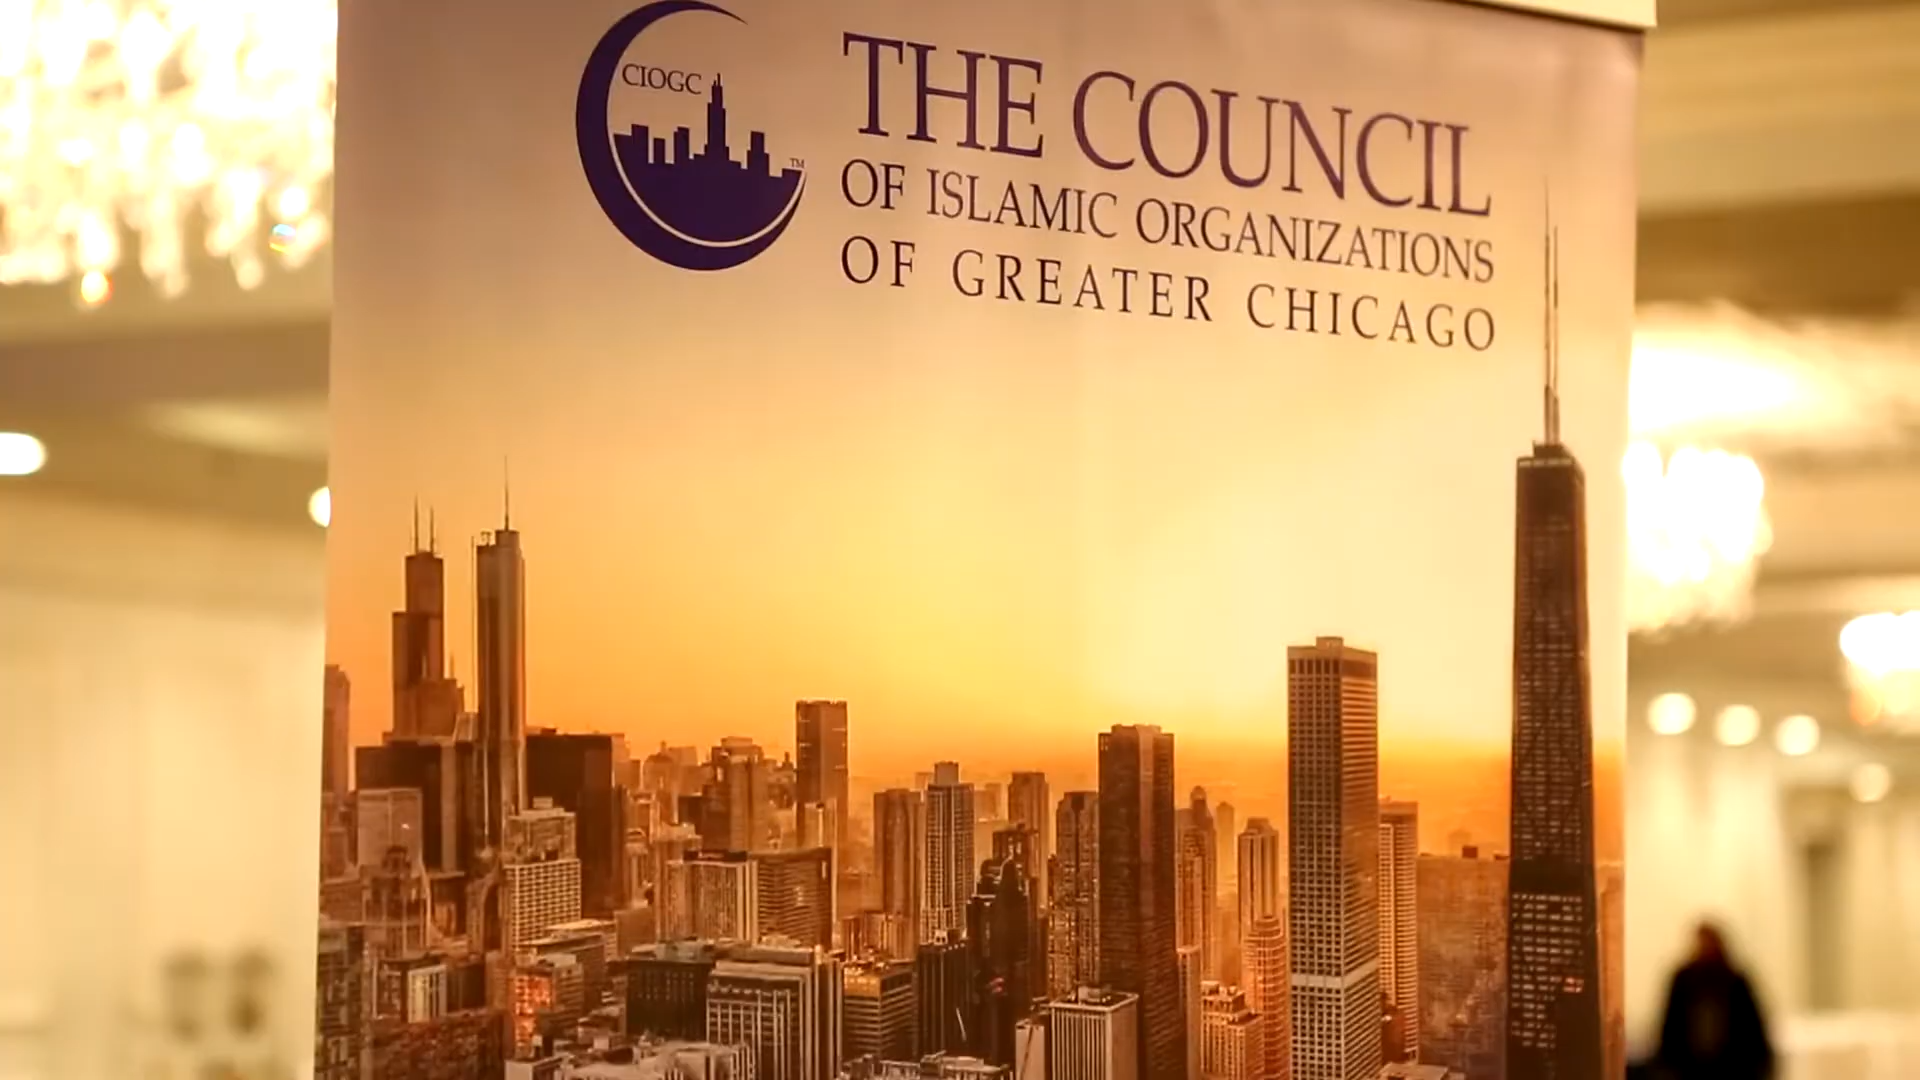 CIOGC
TM
THE COUNCIL
OF ISLAMIC ORGANIZATIONS
OF GREATER CHICAGO